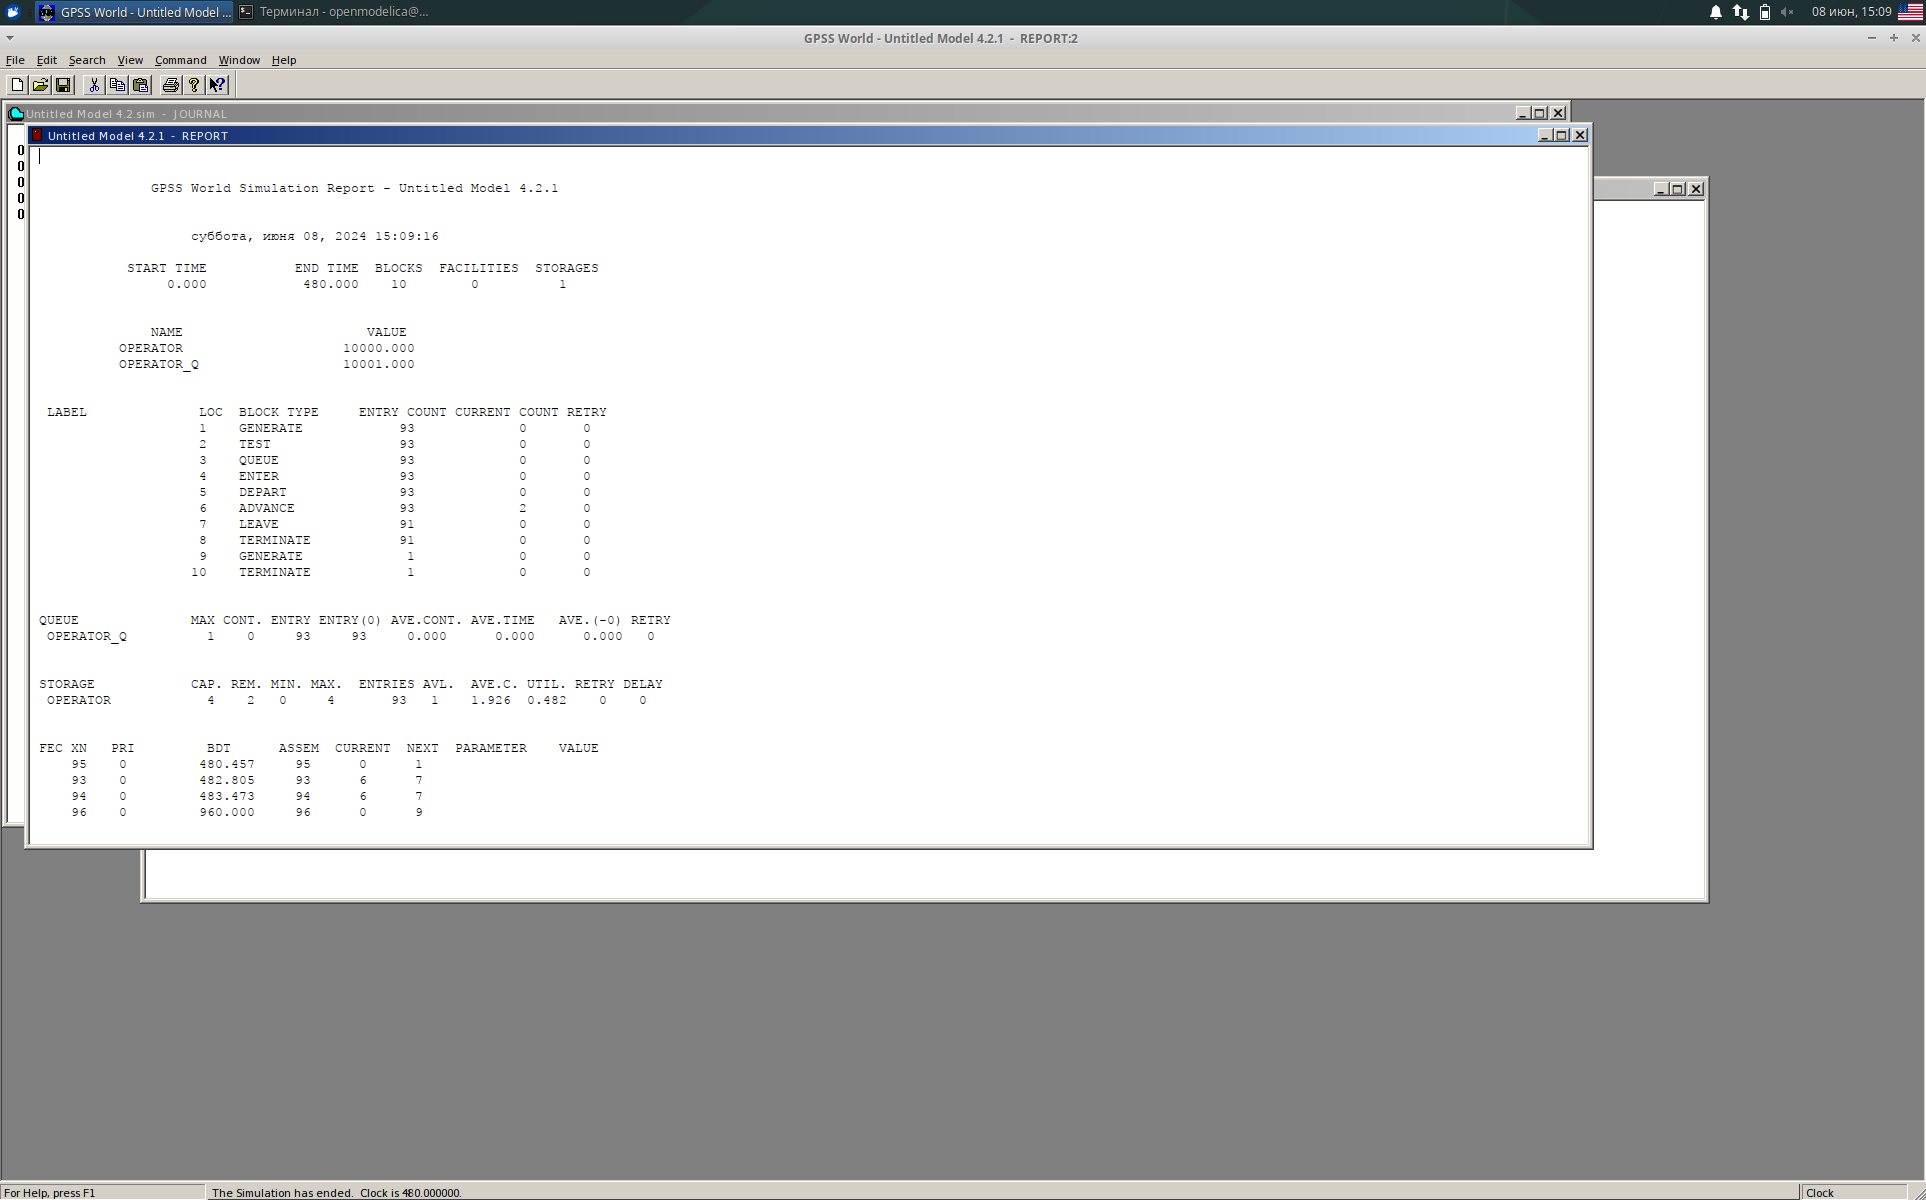 GPSS World - Untitled Model ... Терминал - openmodelica@... 08 июн, 15:09
GPSS World - Untitled Model 4.2.1 - REPORT:2
File Edit Search View Command Window Help
Untitled Model 4.2.sim - JOURNAL
Untitled Model 4.2.1 - REPORT
0
0
0
0
0
GPSS World Simulation Report - Untitled Model 4.2.1
суббота, июня 08, 2024 15:09:16
START TIME END TIME BLOCKS FACILITIES STORAGES
0.000 480.000 10 0 1
NAME VALUE
OPERATOR 10000.000
OPERATOR_Q 10001.000
LABEL LOC BLOCK TYPE ENTRY COUNT CURRENT COUNT RETRY
1 GENERATE 93 0 0
2 TEST 93 0 0
3 QUEUE 93 0 0
4 ENTER 93 0 0
5 DEPART 93 0 0
6 ADVANCE 93 2 0
7 LEAVE 91 0 0
8 TERMINATE 91 0 0
9 GENERATE 1 0 0
10 TERMINATE 1 0 0
QUEUE MAX CONT. ENTRY ENTRY(0) AVE.CONT. AVE.TIME AVE.(-0) RETRY
OPERATOR_Q 1 0 93 93 0.000 0.000 0.000 0
STORAGE CAP. REM. MIN. MAX. ENTRIES AVL. AVE.C. UTIL. RETRY DELAY
OPERATOR 4 2 0 4 93 1 1.926 0.482 0 0
FEC XN PRI BDT ASSEM CURRENT NEXT PARAMETER VALUE
95 0 480.457 95 0 1
93 0 482.805 93 6 7
94 0 483.473 94 6 7
96 0 960.000 96 0 9
For Help, press F1 The Simulation has ended. Clock is 480.000000. Clock